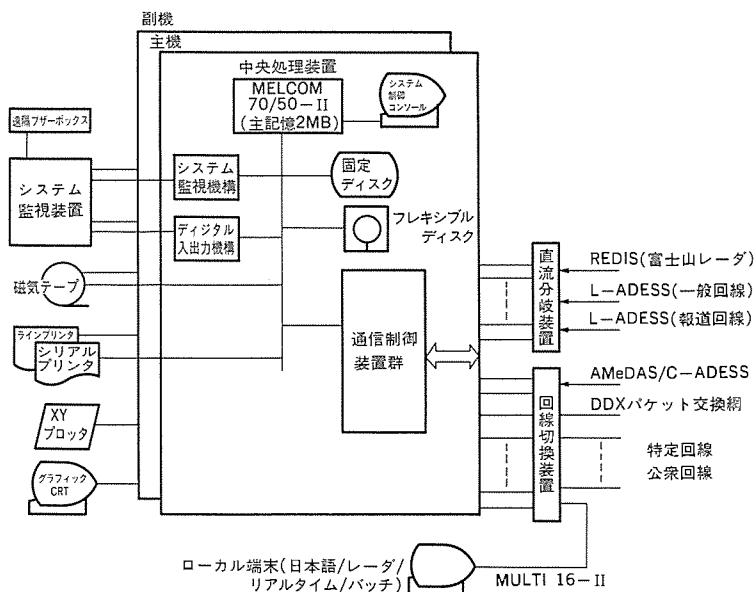 副機
主機
中央処理装置
MELCOM
70/50-II
(主記憶2MB)
システム
制御
コンソール
遠隔ブザーボックス
システム
監視装置
システム
監視機構
固定
ディスク
ディジタル
入出力機構
フレキシブル
ディスク
磁気テープ
ラインプリンタ
シリアル
プリンタ
XY
プロッタ
グラフィック
CRT
通信制御
装置群
直流分岐装置
REDIS(富士山レーダ)
L-ADESS(一般回線)
L-ADESS(報道回線)
回線切換装置
AMeDAS/C-ADESS
DDXパケット交換網
特定回線
公衆回線
ローカル端末(日本語/レーダ/
リアルタイム/バッチ)
MULTI 16-II